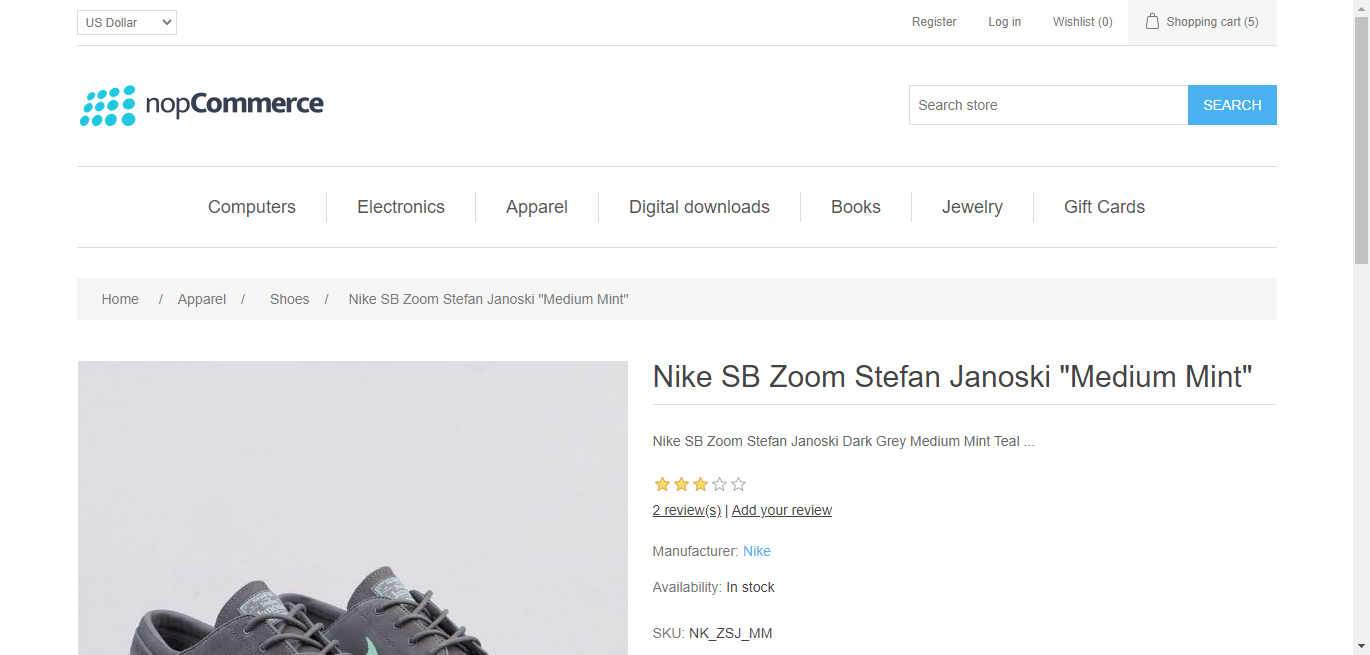 US Dollar
Register
Log in
Wishlist (0)
Shopping cart (5)
nopCommerce
Search store
SEARCH
Computers
Electronics
Apparel
Digital downloads
Books
Jewelry
Gift Cards
Home / Apparel / Shoes / Nike SB Zoom Stefan Janoski "Medium Mint"
Nike SB Zoom Stefan Janoski "Medium Mint"
Nike SB Zoom Stefan Janoski Dark Grey Medium Mint Teal ...
2 review(s) | Add your review
Manufacturer: Nike
Availability: In stock
SKU: NK_ZSJ_MM